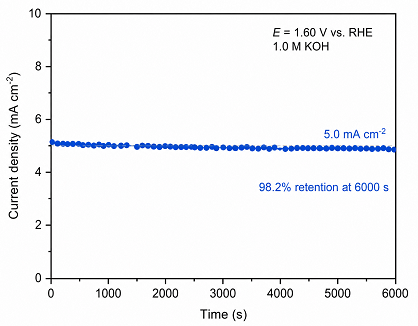 E = 1.60 V vs. RHE
1.0 M KOH
5.0 mA cm-2
98.2% retention at 6000 s
Current density (mA cm-2)
10
8
6
4
2
0
0 1000 2000 3000 4000 5000 6000
Time (s)